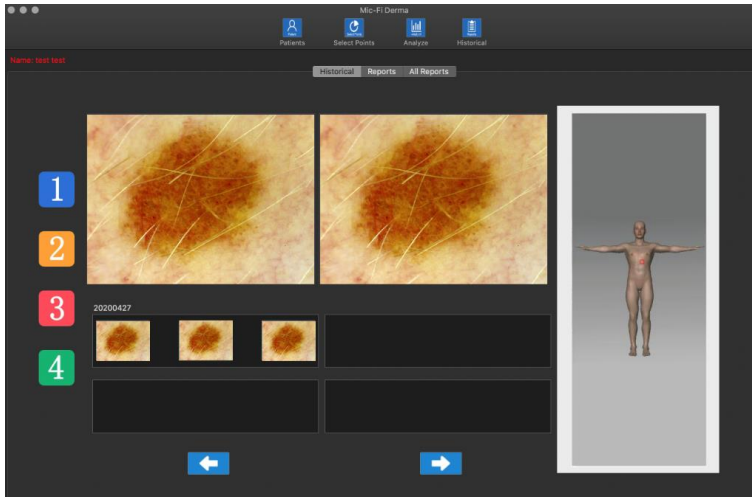 Mic-Fi Derma
Patients
Select Points
Analyze
Historical
Name: test test
Historical
Reports
All Reports
1
2
3
4
20200427